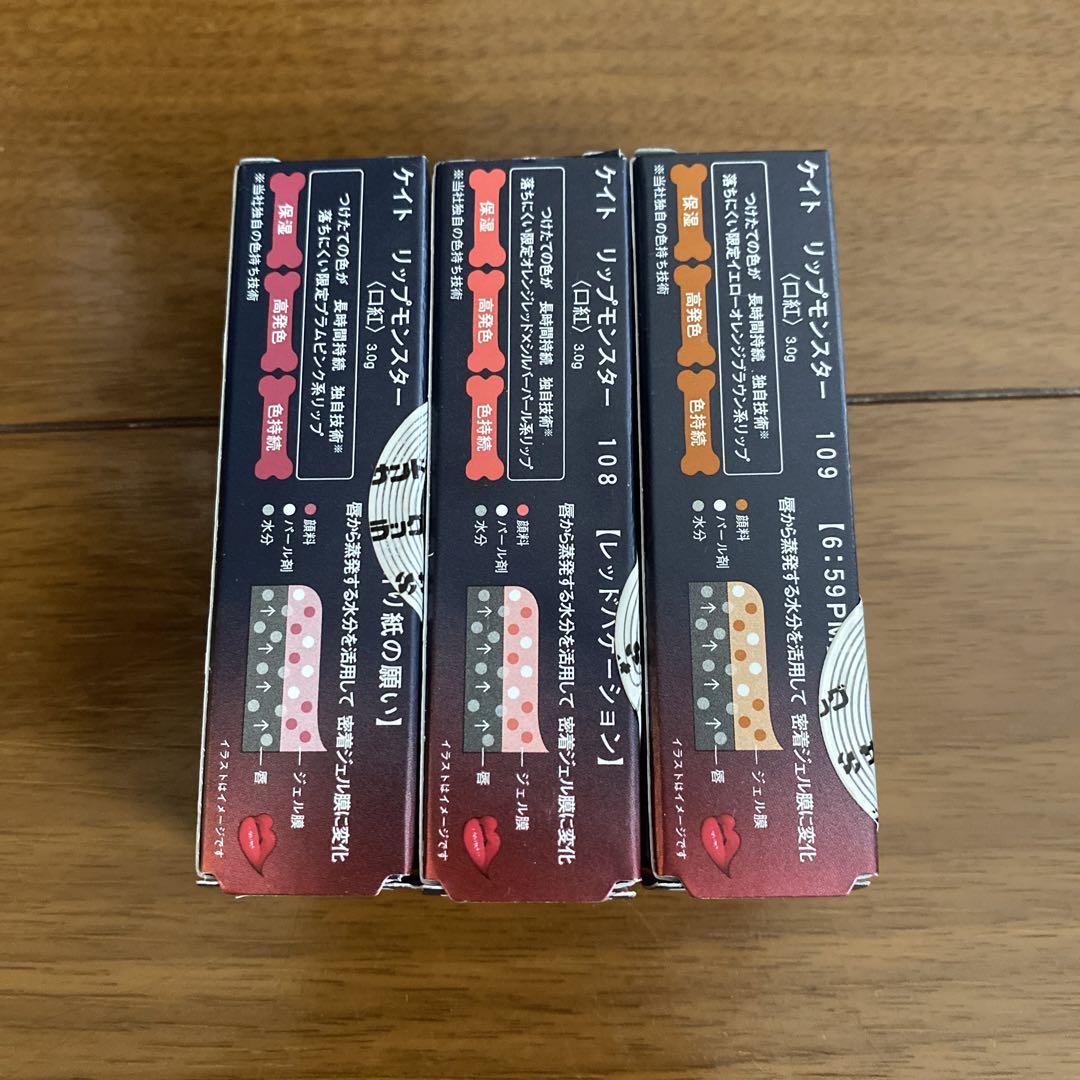 ケイト リップモンスター
〈口紅〉 3.0g
つけたての色が 長時間持続 独自技術※
落ちにくい限定プラムピンク系リップ
保湿 高発色 色持続
※当社独自の色持ち技術
り紙の願い】
唇から蒸発する水分を活用して 密着ジェル膜に変化
顔料
パール剤
水分
ジェル膜
唇
イラストはイメージです
ケイト リップモンスター 108 【レッドバケーション】
〈口紅〉 3.0g
つけたての色が 長時間持続 独自技術※
落ちにくい限定オレンジレッド×シルバーパール系リップ
保湿 高発色 色持続
※当社独自の色持ち技術
唇から蒸発する水分を活用して 密着ジェル膜に変化
顔料
パール剤
水分
ジェル膜
唇
イラストはイメージです
ケイト リップモンスター 109 【6:59PM
〈口紅〉 3.0g
つけたての色が 長時間持続 独自技術※
落ちにくい限定イエローオレンジブラウン系リップ
保湿 高発色 色持続
※当社独自の色持ち技術
唇から蒸発する水分を活用して 密着ジェル膜に変化
顔料
パール剤
水分
ジェル膜
唇
イラストはイメージです